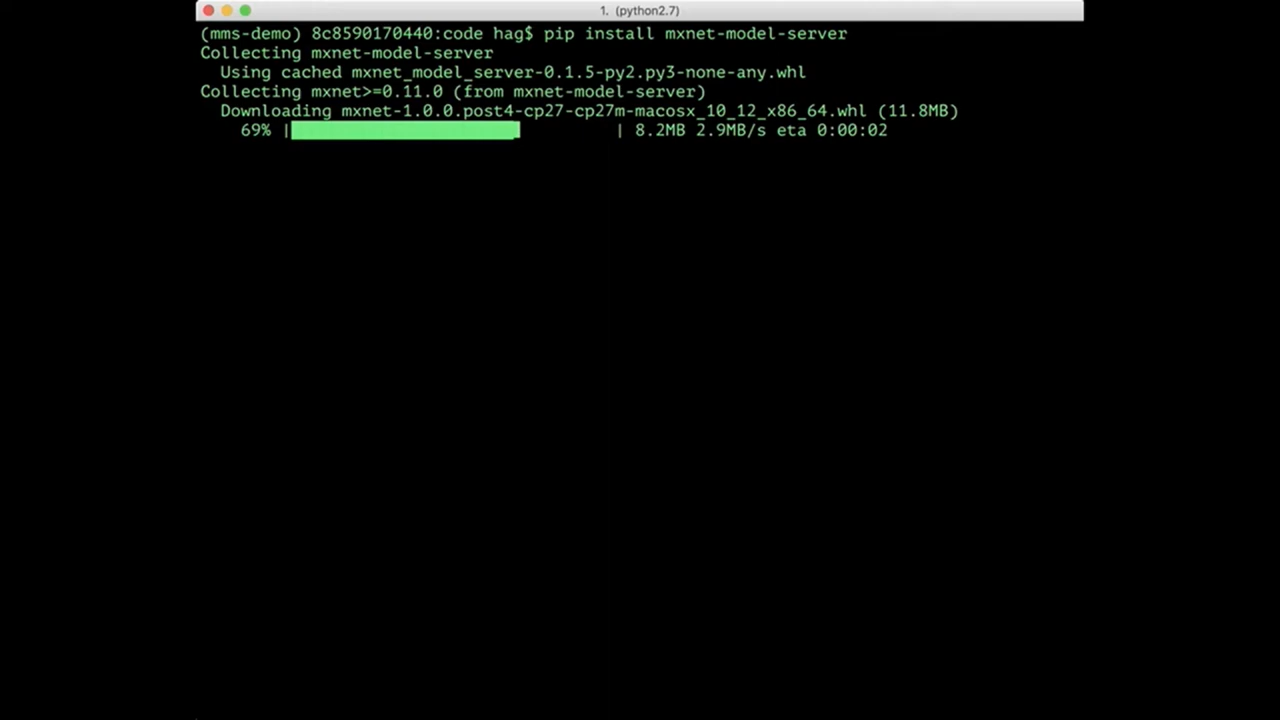 1. (python2.7)
(mms-demo) 8c8590170440:code hag$ pip install mxnet-model-server
Collecting mxnet-model-server
Using cached mxnet_model_server-0.1.5-py2.py3-none-any.whl
Collecting mxnet>=0.11.0 (from mxnet-model-server)
Downloading mxnet-1.0.0.post4-cp27-cp27m-macosx_10_12_x86_64.whl (11.8MB)
69% | | 8.2MB 2.9MB/s eta 0:00:02